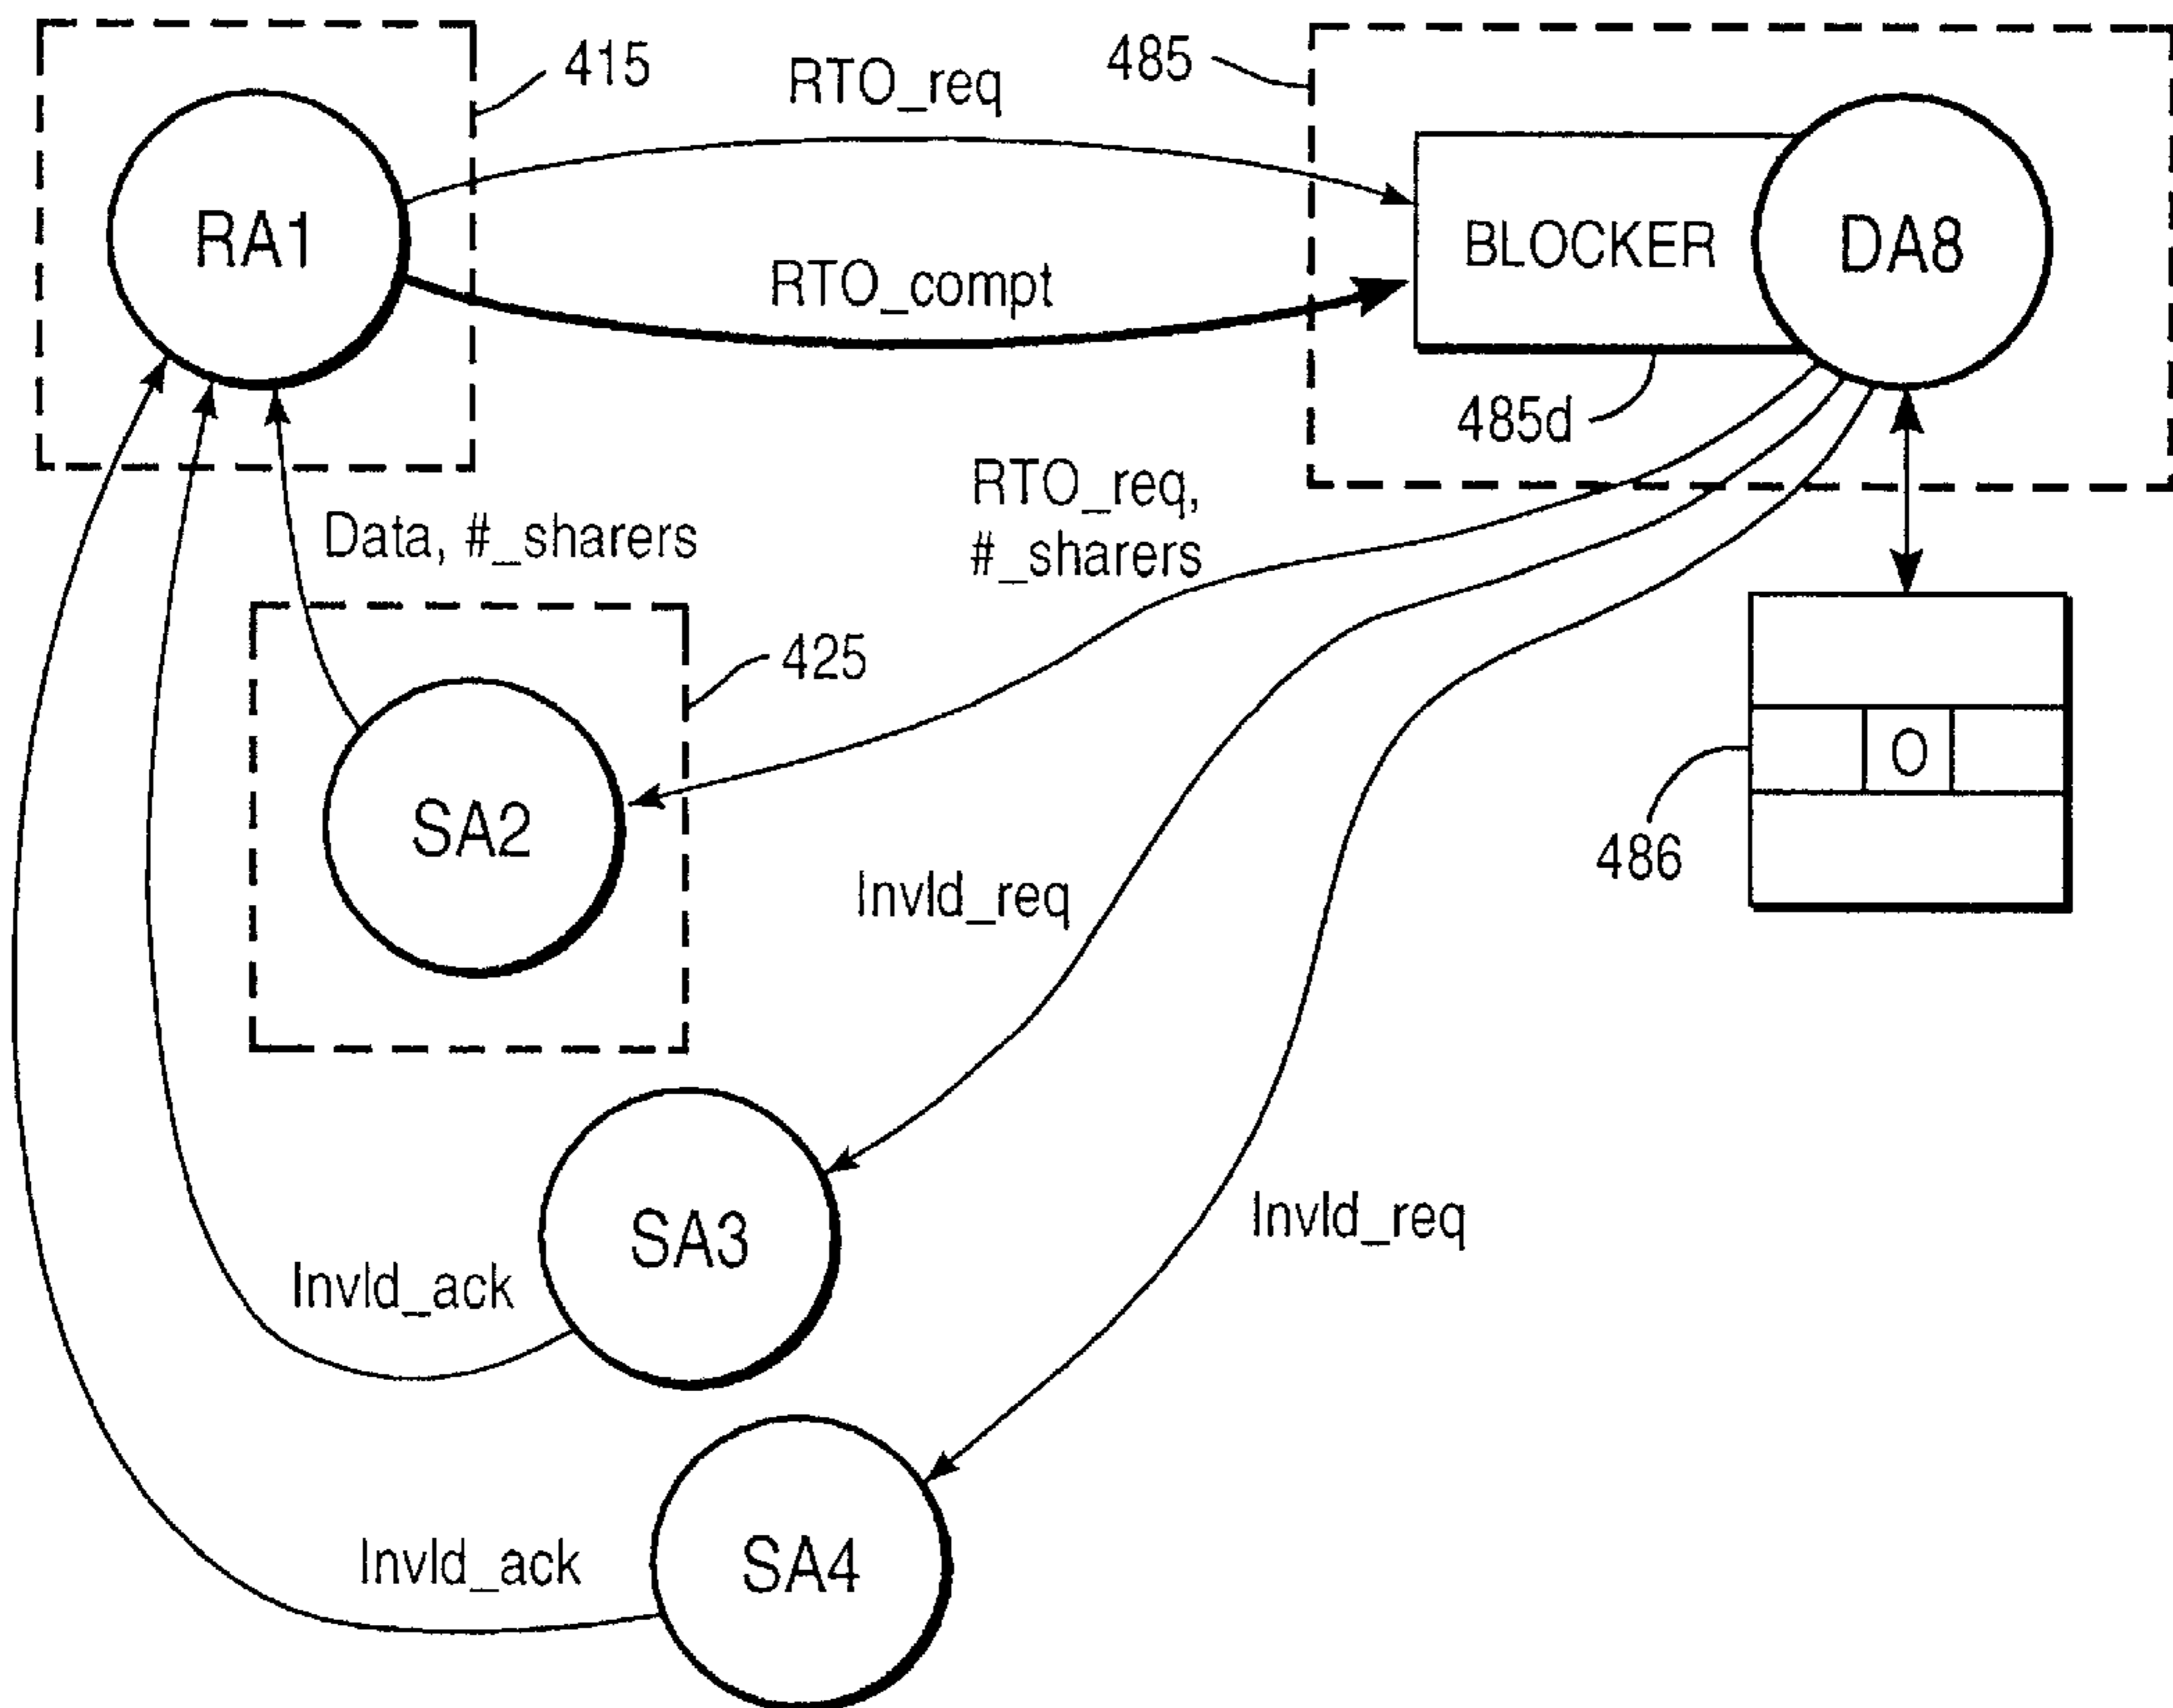 415
RTO_req
485
RA1
BLOCKER
DA8
RTO_compt
485d
RTO_req,
#_sharers
Data, #_sharers
425
O
486
SA2
Invld_req
SA3
Invld_req
Invld_ack
SA4
Invld_ack